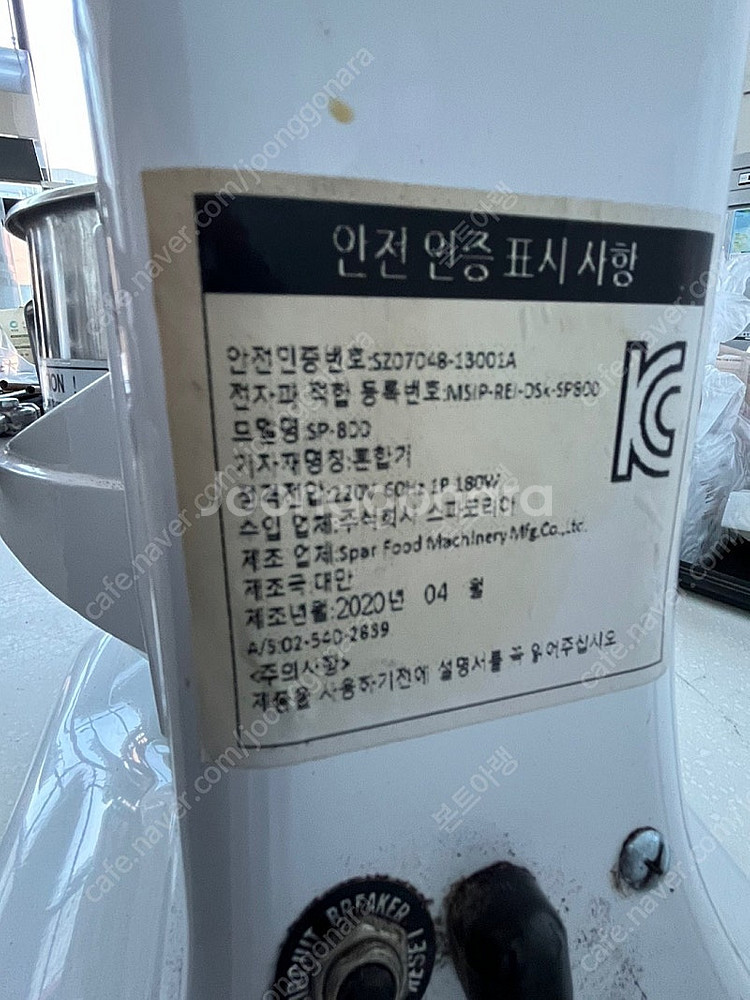 안전 인증 표시 사항
안전인증번호:SZ07048-13001A
전자파 적합 등록번호:MSIP-REI-DSk-SP800
모델명:SP-800
기자재명칭:혼합기
정격전압:220V 60Hz 1P 180W
수입 업체:주식회사 스파코리아
제조 업체:Spar Food Machinery Mfg.Co.,Ltd.
제조국:대만
제조년월:2020년 04 월
A/S:02-540-2639
<주의사항>
제품을 사용하기전에 설명서를 꼭 읽어주십시오
ON !
CIRCUIT BREAKER RESET
Joonggonara
cafe.naver.com/joonggonara
본트아랭